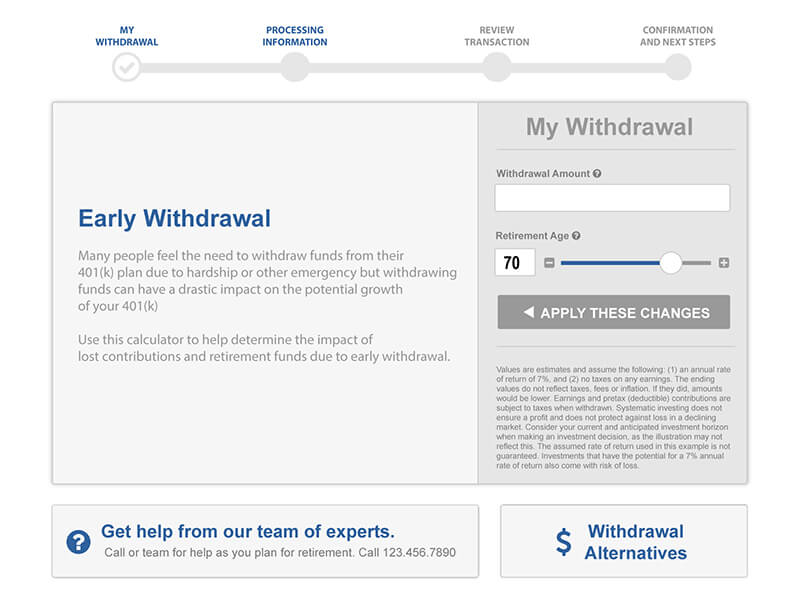 MY
WITHDRAWAL
PROCESSING
INFORMATION
REVIEW
TRANSACTION
CONFIRMATION
AND NEXT STEPS
Early Withdrawal
Many people feel the need to withdraw funds from their
401(k) plan due to hardship or other emergency but withdrawing
funds can have a drastic impact on the potential growth
of your 401(k)
Use this calculator to help determine the impact of
lost contributions and retirement funds due to early withdrawal.
My Withdrawal
Withdrawal Amount ?
Retirement Age ?
70
APPLY THESE CHANGES
Values are estimates and assume the following: (1) an annual rate
of return of 7%, and (2) no taxes on any earnings. The ending
values do not reflect taxes, fees or inflation. If they did, amounts
would be lower. Earnings and pretax (deductible) contributions are
subject to taxes when withdrawn. Systematic investing does not
ensure a profit and does not protect against loss in a declining
market. Consider your current and anticipated investment horizon
when making an investment decision, as the illustration may not
reflect this. The assumed rate of return used in this example is not
guaranteed. Investments that have the potential for a 7% annual
rate of return also come with risk of loss.
? Get help from our team of experts.
Call or team for help as you plan for retirement. Call 123.456.7890
$ Withdrawal
Alternatives